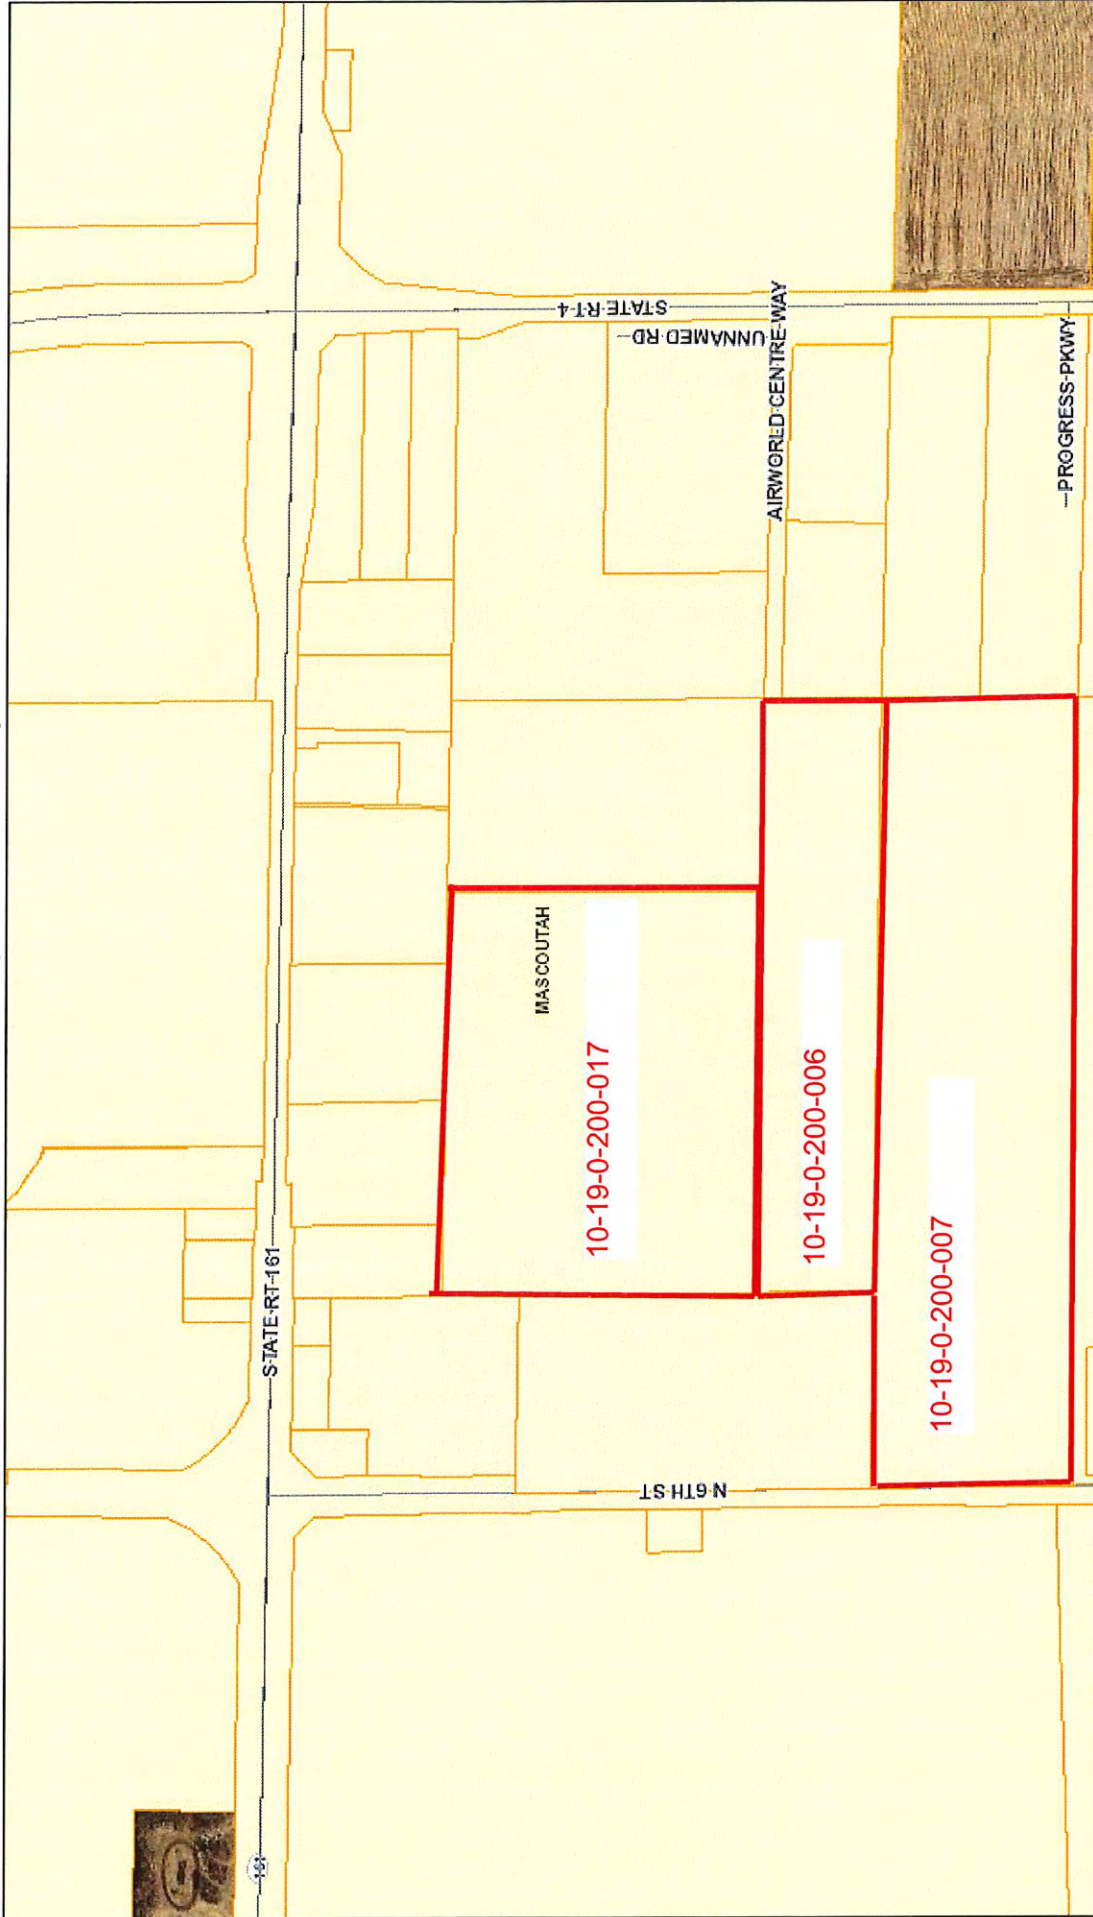 STATE RT 161
161
STATE RT 4
UNNAMED RD
AIRWORLD CENTRE WAY
PROGRESS PKWY
MASCOUTAH
10-19-0-200-017
10-19-0-200-006
10-19-0-200-007
N 6TH ST